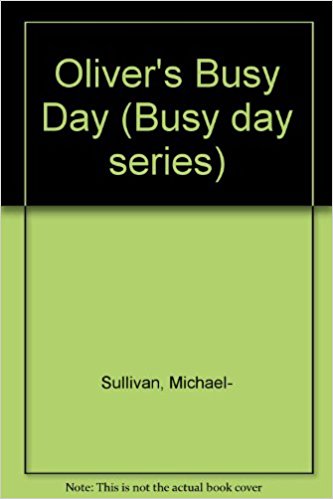 Oliver's Busy
Day (Busy day
series)
Sullivan, Michael-
Note: This is not the actual book cover